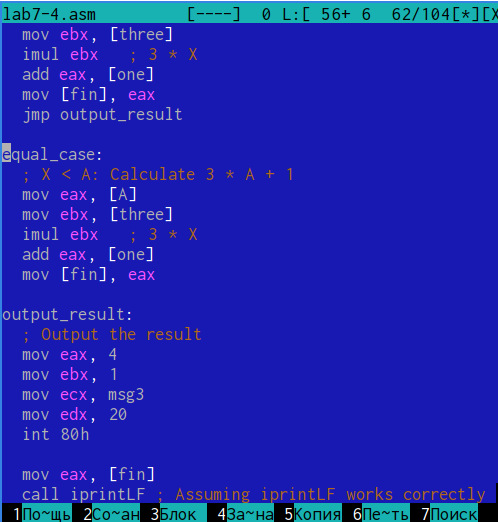 lab7-4.asm [----] 0 L:[ 56+ 6 62/104[*][X
mov ebx, [three]
imul ebx ; 3 * X
add eax, [one]
mov [fin], eax
jmp output_result
equal_case:
; X < A: Calculate 3 * A + 1
mov eax, [A]
mov ebx, [three]
imul ebx ; 3 * X
add eax, [one]
mov [fin], eax
output_result:
; Output the result
mov eax, 4
mov ebx, 1
mov ecx, msg3
mov edx, 20
int 80h
mov eax, [fin]
call iprintLF ; Assuming iprintLF works correctly
1По~щь 2Со~ан 3Блок 4За~на 5Копия 6Пе~ть 7Поиск